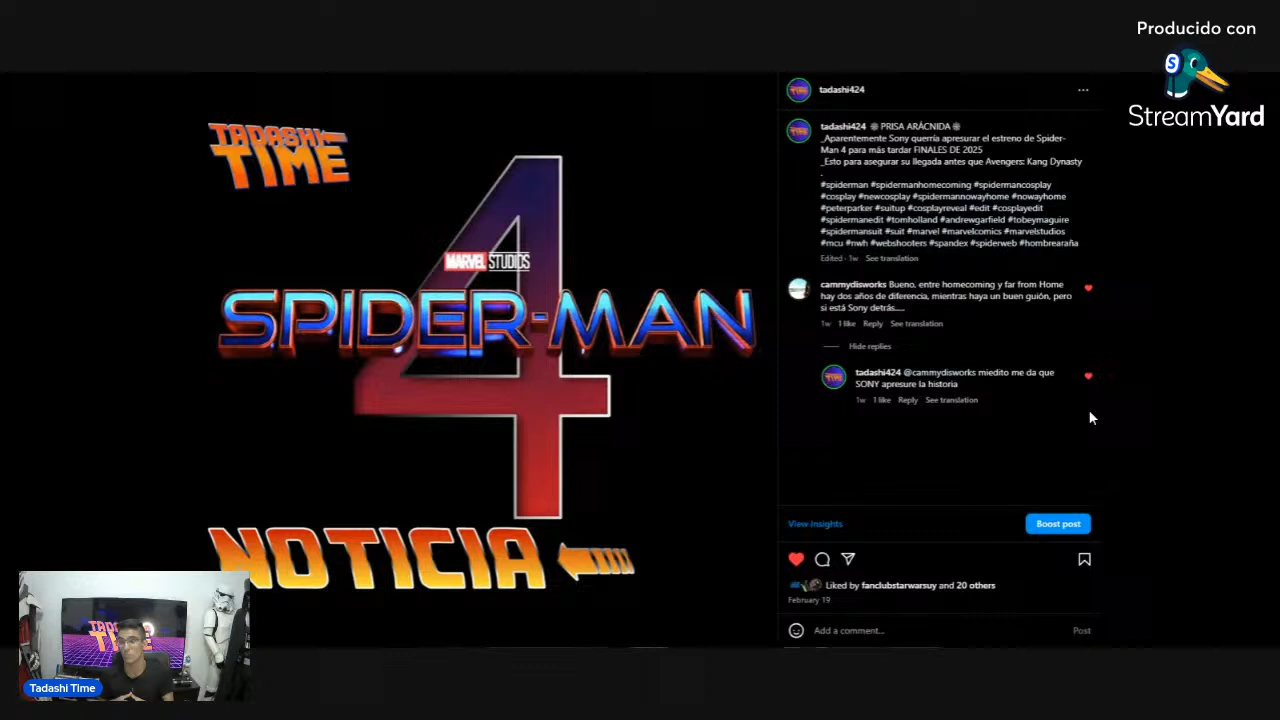 Producido con
StreamYard
TADASHI
TIME
4
MARVEL STUDIOS
SPIDER-MAN
NOTICIA
Tadashi Time
tadashi424
tadashi424 🕸 PRISA ARÁCNIDA 🕸
_Aparentemente Sony querría apresurar el estreno de Spider-
Man 4 para más tardar FINALES DE 2025
_Esto para asegurar su llegada antes que Avengers: Kang Dynasty
.
#spiderman #spidermanhomecoming #spidermancosplay
#cosplay #newcosplay #spidermannowayhome #nowayhome
#peterparker #suitup #cosplayreveal #edit #cosplayedit
#spidermanedit #tomholland #andrewgarfield #tobeymaguire
#spidermansuit #suit #marvel #marvelcomics #marvelstudios
#mcu #nwh #webshooters #spandex #spiderweb #hombrearaña
Edited · 1w See translation
cammydisworks Bueno, entre homecoming y far from Home
hay dos años de diferencia, mientras haya un buen guión, pero
si está Sony detrás.....
1w 1 like Reply See translation
Hide replies
tadashi424 @cammydisworks miedito me da que
SONY apresure la historia
1w 1 like Reply See translation
View insights
Boost post
Liked by fanclubstarwarsuy and 20 others
February 19
Add a comment...
Post